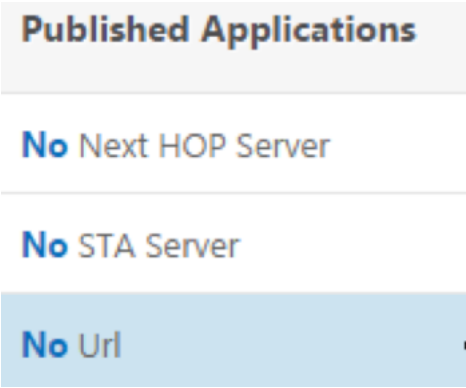 Published Applications
No Next HOP Server
No STA Server
No Url